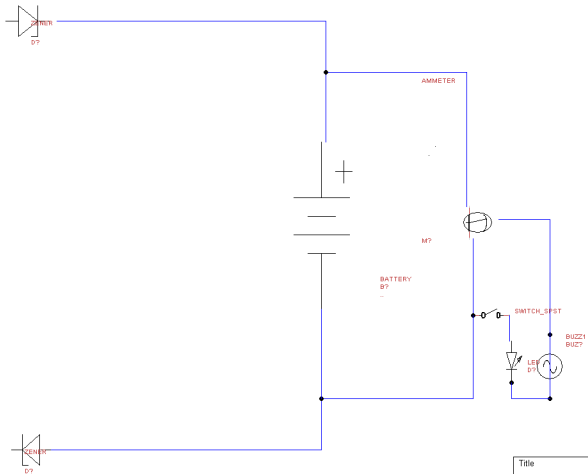 ZENER
D?
AMMETER
M?
BATTERY
B?
SWITCH_SPST
BUZZ1
BUZ?
LED
D?
ZENER
D?
Title